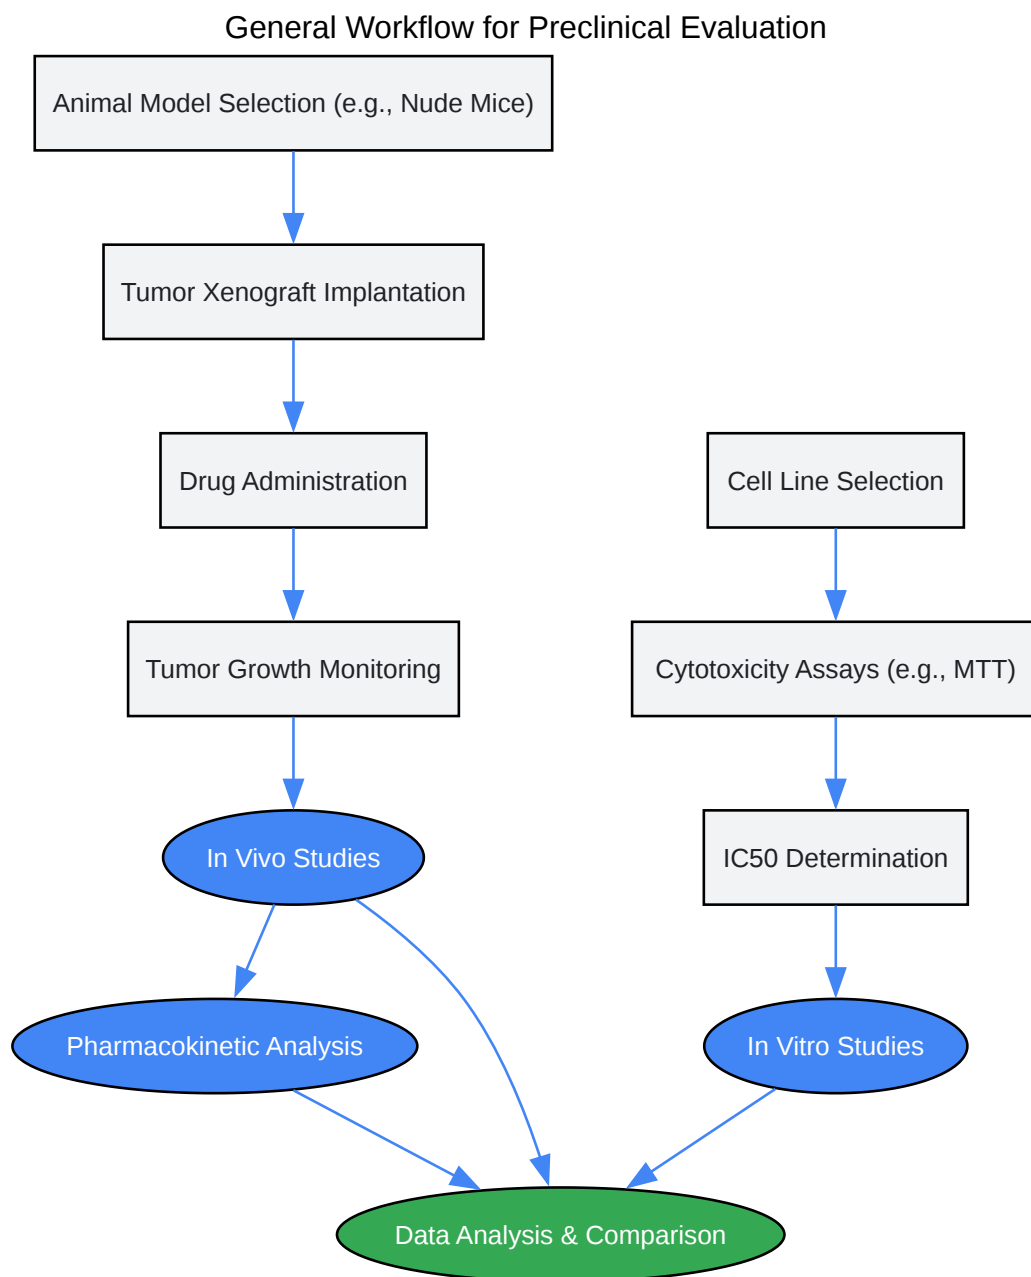 General Workflow for Preclinical Evaluation
Animal Model Selection (e.g., Nude Mice)
Tumor Xenograft Implantation
Drug Administration
Cell Line Selection
Tumor Growth Monitoring
Cytotoxicity Assays (e.g., MTT)
In Vivo Studies
IC50 Determination
Pharmacokinetic Analysis
In Vitro Studies
Data Analysis & Comparison